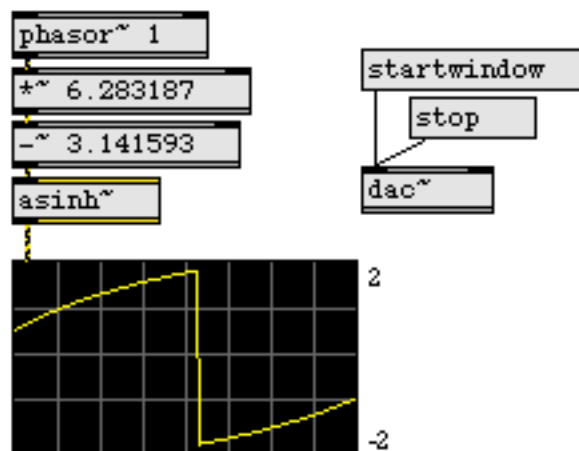 phasor~ 1
*~ 6.283187
-~ 3.141593
asinh~
startwindow
stop
dac~
2
-2